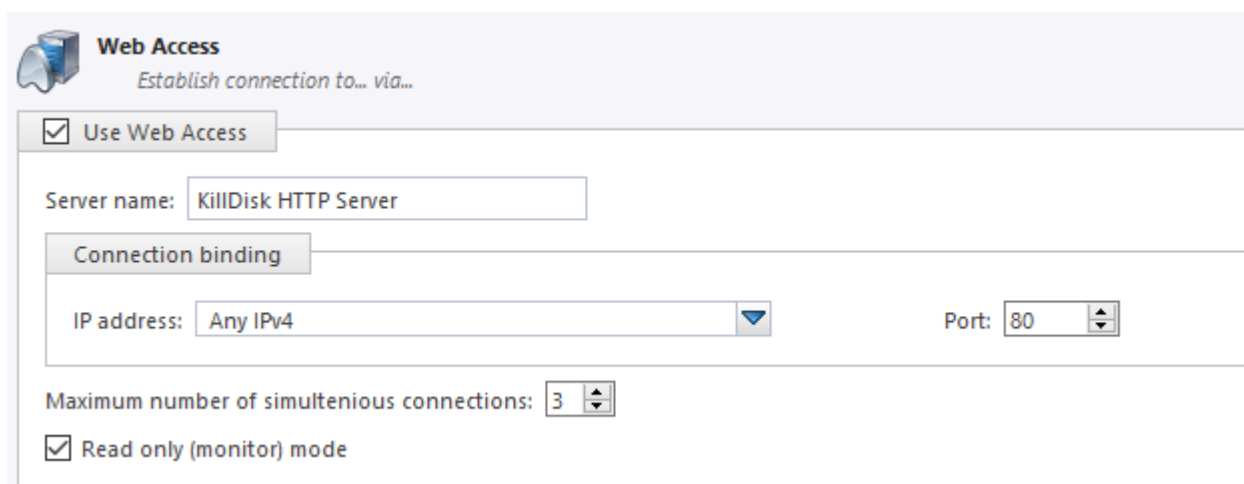 Web Access
Establish connection to... via...
Use Web Access
Server name: KillDisk HTTP Server
Connection binding
IP address: Any IPv4 Port: 80
Maximum number of simultenious connections: 3
Read only (monitor) mode